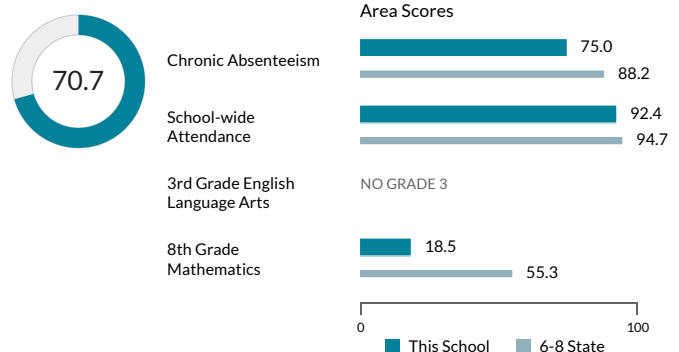 Area Scores
70.7
Chronic Absenteeism
75.0
88.2
School-wide
Attendance
92.4
94.7
3rd Grade English
Language Arts
NO GRADE 3
8th Grade
Mathematics
18.5
55.3
0 100
This School 6-8 State